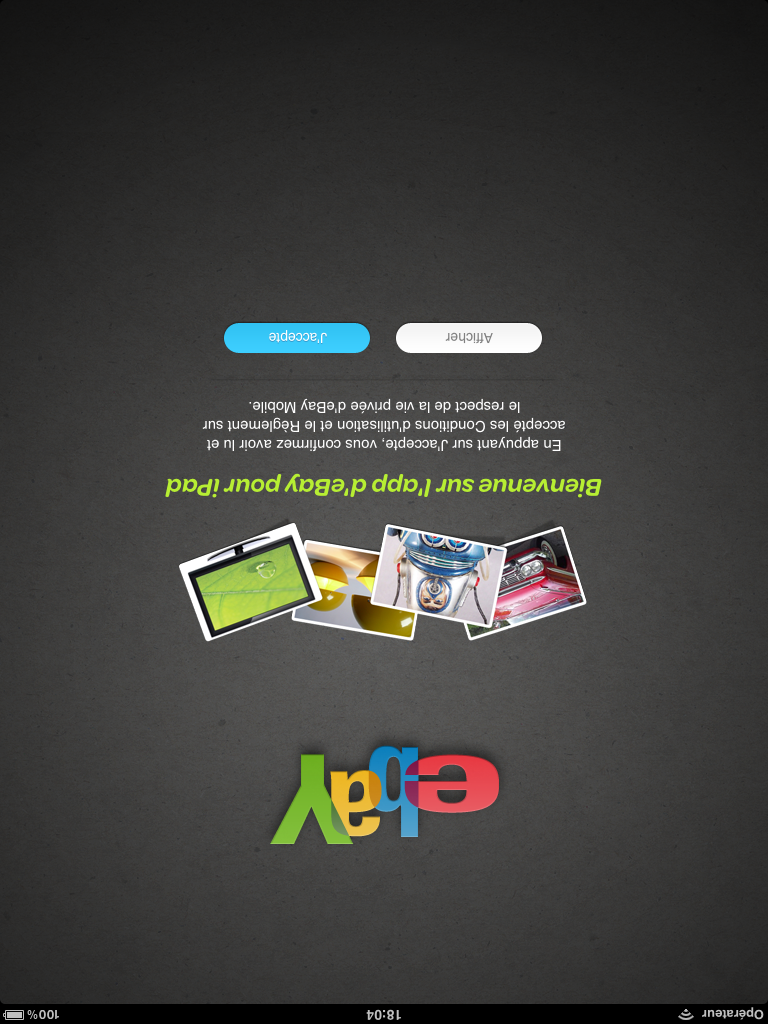 Opérateur 18:04 100%
ebay
Bienvenue sur l'app d'eBay pour iPad
En appuyant sur J'accepte, vous confirmez avoir lu et
accepté les Conditions d'utilisation et le Règlement sur
le respect de la vie privée d'eBay Mobile.
Afficher J'accepte